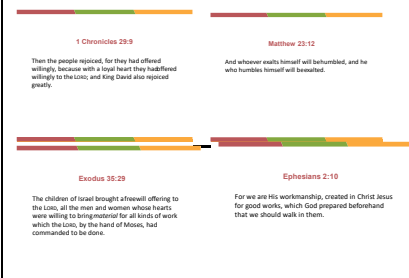 1 Chronicles 29:9
Then the people rejoiced, for they had offered
willingly, because with a loyal heart they hadoffered
willingly to the LORD; and King David also rejoiced
greatly.
Matthew 23:12
And whoever exalts himself will behumbled, and he
who humbles himself will beexalted.
Exodus 35:29
The children of Israel brought afreewill offering to
the LORD, all the men and women whose hearts
were willing to bringmaterial for all kinds of work
which the LORD, by the hand of Moses, had
commanded to be done.
Ephesians 2:10
For we are His workmanship, created in Christ Jesus
for good works, which God prepared beforehand
that we should walk in them.